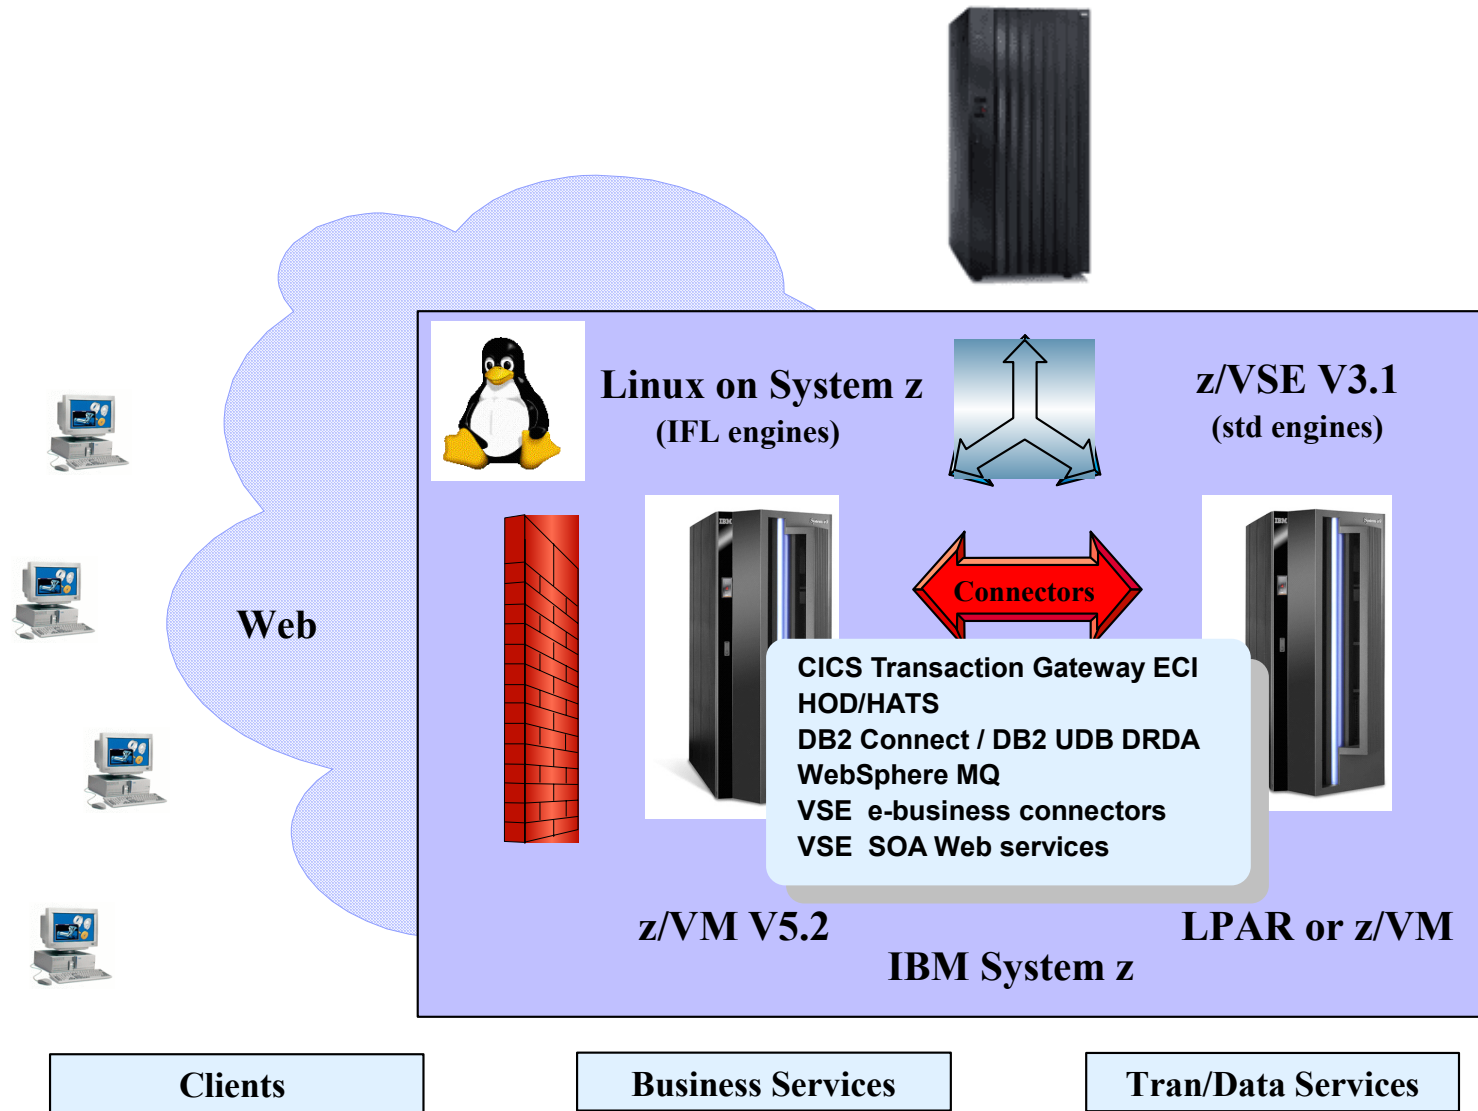 Linux on System z
(IFL engines)
z/VSE V3.1
(std engines)
IBM
IBM
Web
Connectors
CICS Transaction Gateway ECI
HOD/HATS
DB2 Connect / DB2 UDB DRDA
WebSphere MQ
VSE e-business connectors
VSE SOA Web services
z/VM V5.2
LPAR or z/VM
IBM System z
Clients
Business Services
Tran/Data Services